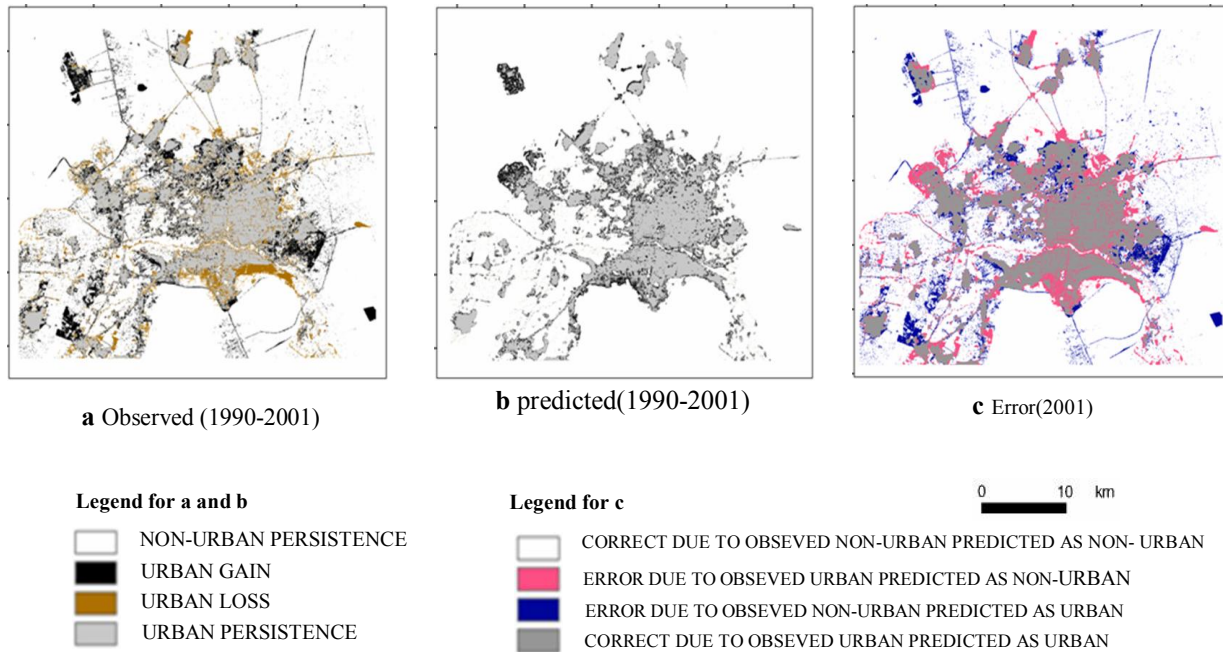 a Observed (1990-2001)
b predicted(1990-2001)
c Error(2001)
Legend for a and b
NON-URBAN PERSISTENCE
URBAN GAIN
URBAN LOSS
URBAN PERSISTENCE
Legend for c
0 10 km
CORRECT DUE TO OBSEVED NON-URBAN PREDICTED AS NON- URBAN
ERROR DUE TO OBSEVED URBAN PREDICTED AS NON-URBAN
ERROR DUE TO OBSEVED NON-URBAN PREDICTED AS URBAN
CORRECT DUE TO OBSEVED URBAN PREDICTED AS URBAN